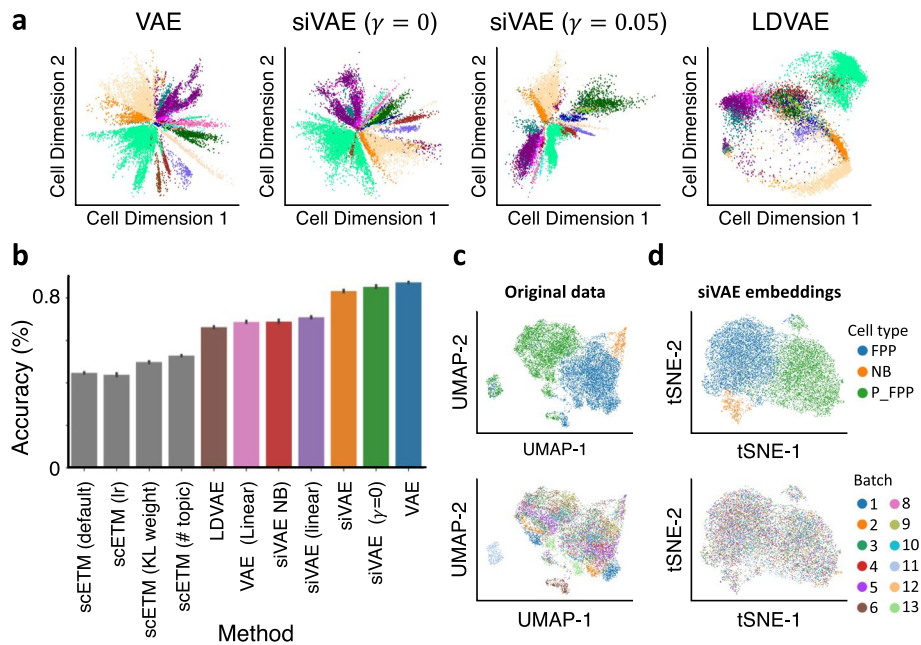 a
VAE
siVAE (γ = 0)
siVAE (γ = 0.05)
LDVAE
Cell Dimension 2
Cell Dimension 1
Cell Dimension 2
Cell Dimension 1
Cell Dimension 2
Cell Dimension 1
Cell Dimension 2
Cell Dimension 1
b
Accuracy (%)
0.8
0
scETM (default)
scETM (lr)
scETM (KL weight)
scETM (# topic)
LDVAE
VAE (Linear)
siVAE NB
siVAE (linear)
siVAE
siVAE (γ=0)
VAE
Method
c
Original data
UMAP-2
UMAP-1
UMAP-2
UMAP-1
d
siVAE embeddings
tSNE-2
tSNE-1
Cell type
FPP
NB
P_FPP
tSNE-2
tSNE-1
Batch
1 8
2 9
3 10
4 11
5 12
6 13